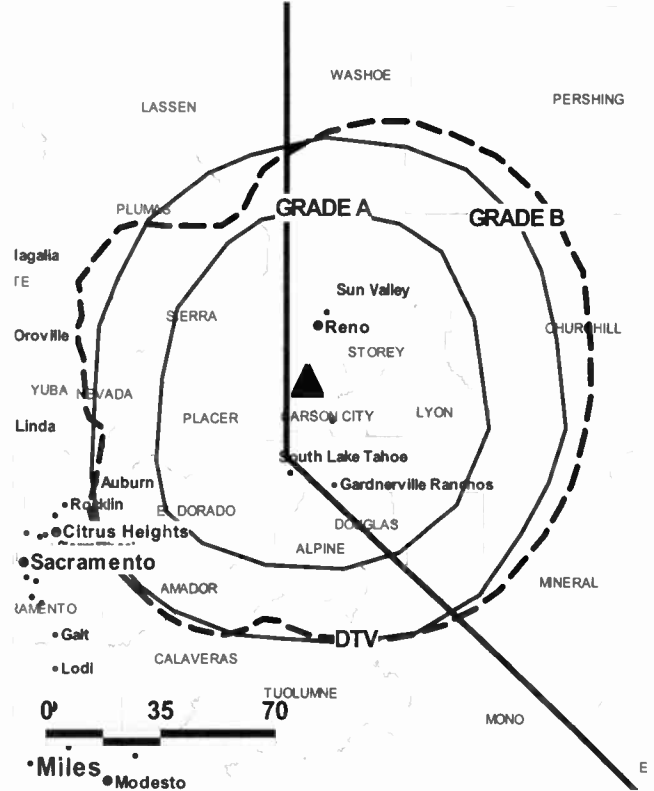 WASHOE
LASSEN
PERSHING
PLUMAS
GRADE A
GRADE B
lagalia
TE
Sun Valley
SIERRA
Reno
CHURCHILL
Oroville
STOREY
YUBA
NEVADA
PLACER
CARSON CITY
LYON
Linda
South Lake Tahoe
Auburn
Gardnerville Ranchos
Rocklin
EL DORADO
Citrus Heights
DOUGLAS
ALPINE
Sacramento
MINERAL
AMADOR
RAMENTO
Galt
DTV
CALAVERAS
Lodi
TUOLUMNE
0 35 70
MONO
Miles
Modesto
E